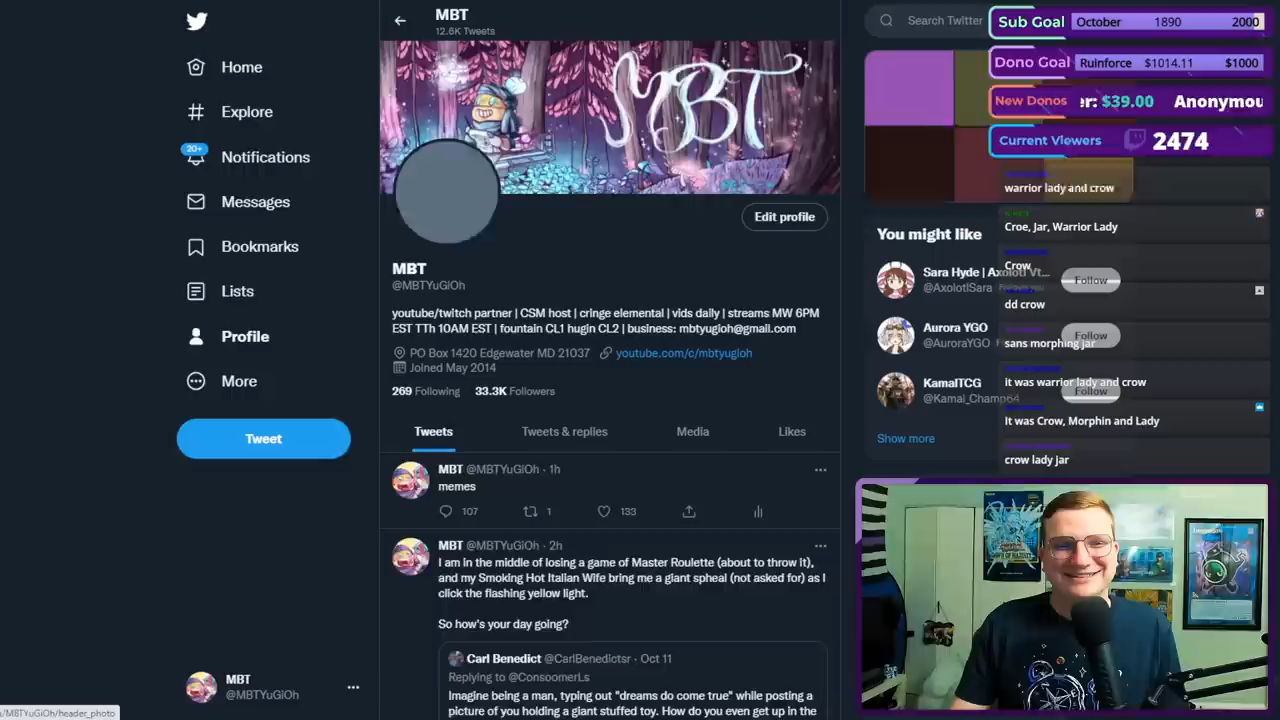 MBT
12.6K Tweets
Search Twitter
Sub Goal
October 1890 2000
Dono Goal
Ruinforce $1014.11 $1000
New Donos
er: $39.00 Anonymou
Current Viewers
2474
Home
Explore
20+
Notifications
Messages
Bookmarks
Lists
Profile
More
Tweet
MBT
@MBTYuGiOh
u/MBTYuGiOh/header_photo
MBT
Edit profile
MBT
@MBTYuGiOh
youtube/twitch partner | CSM host | cringe elemental | vids daily | streams MW 6PM
EST TTh 10AM EST | fountain CL1 hugin CL2 | business: mbtyugioh@gmail.com
PO Box 1420 Edgewater MD 21037 youtube.com/c/mbtyugioh
Joined May 2014
269 Following 33.3K Followers
Tweets Tweets & replies Media Likes
MBT @MBTYuGiOh · 1h
memes
107 1 133
MBT @MBTYuGiOh · 2h
I am in the middle of losing a game of Master Roulette (about to throw it),
and my Smoking Hot Italian Wife bring me a giant spheal (not asked for) as I
click the flashing yellow light.
So how's your day going?
Carl Benedict @CarlBenedictsr · Oct 11
Replying to @ConsoomerLs
Imagine being a man, typing out "dreams do come true" while posting a
picture of you holding a giant stuffed toy. How do you even get up in the
You might like
Sara Hyde | Axolotl Vt...
@AxolotlSara
Follow
Aurora YGO
@AuroraYGO
Follow
KamalTCG
@Kamal_Champ64
Follow
Show more
warrior lady and crow
Croe, Jar, Warrior Lady
Crow
dd crow
sans morphing jar
it was warrior lady and crow
It was Crow, Morphin and Lady
crow lady jar